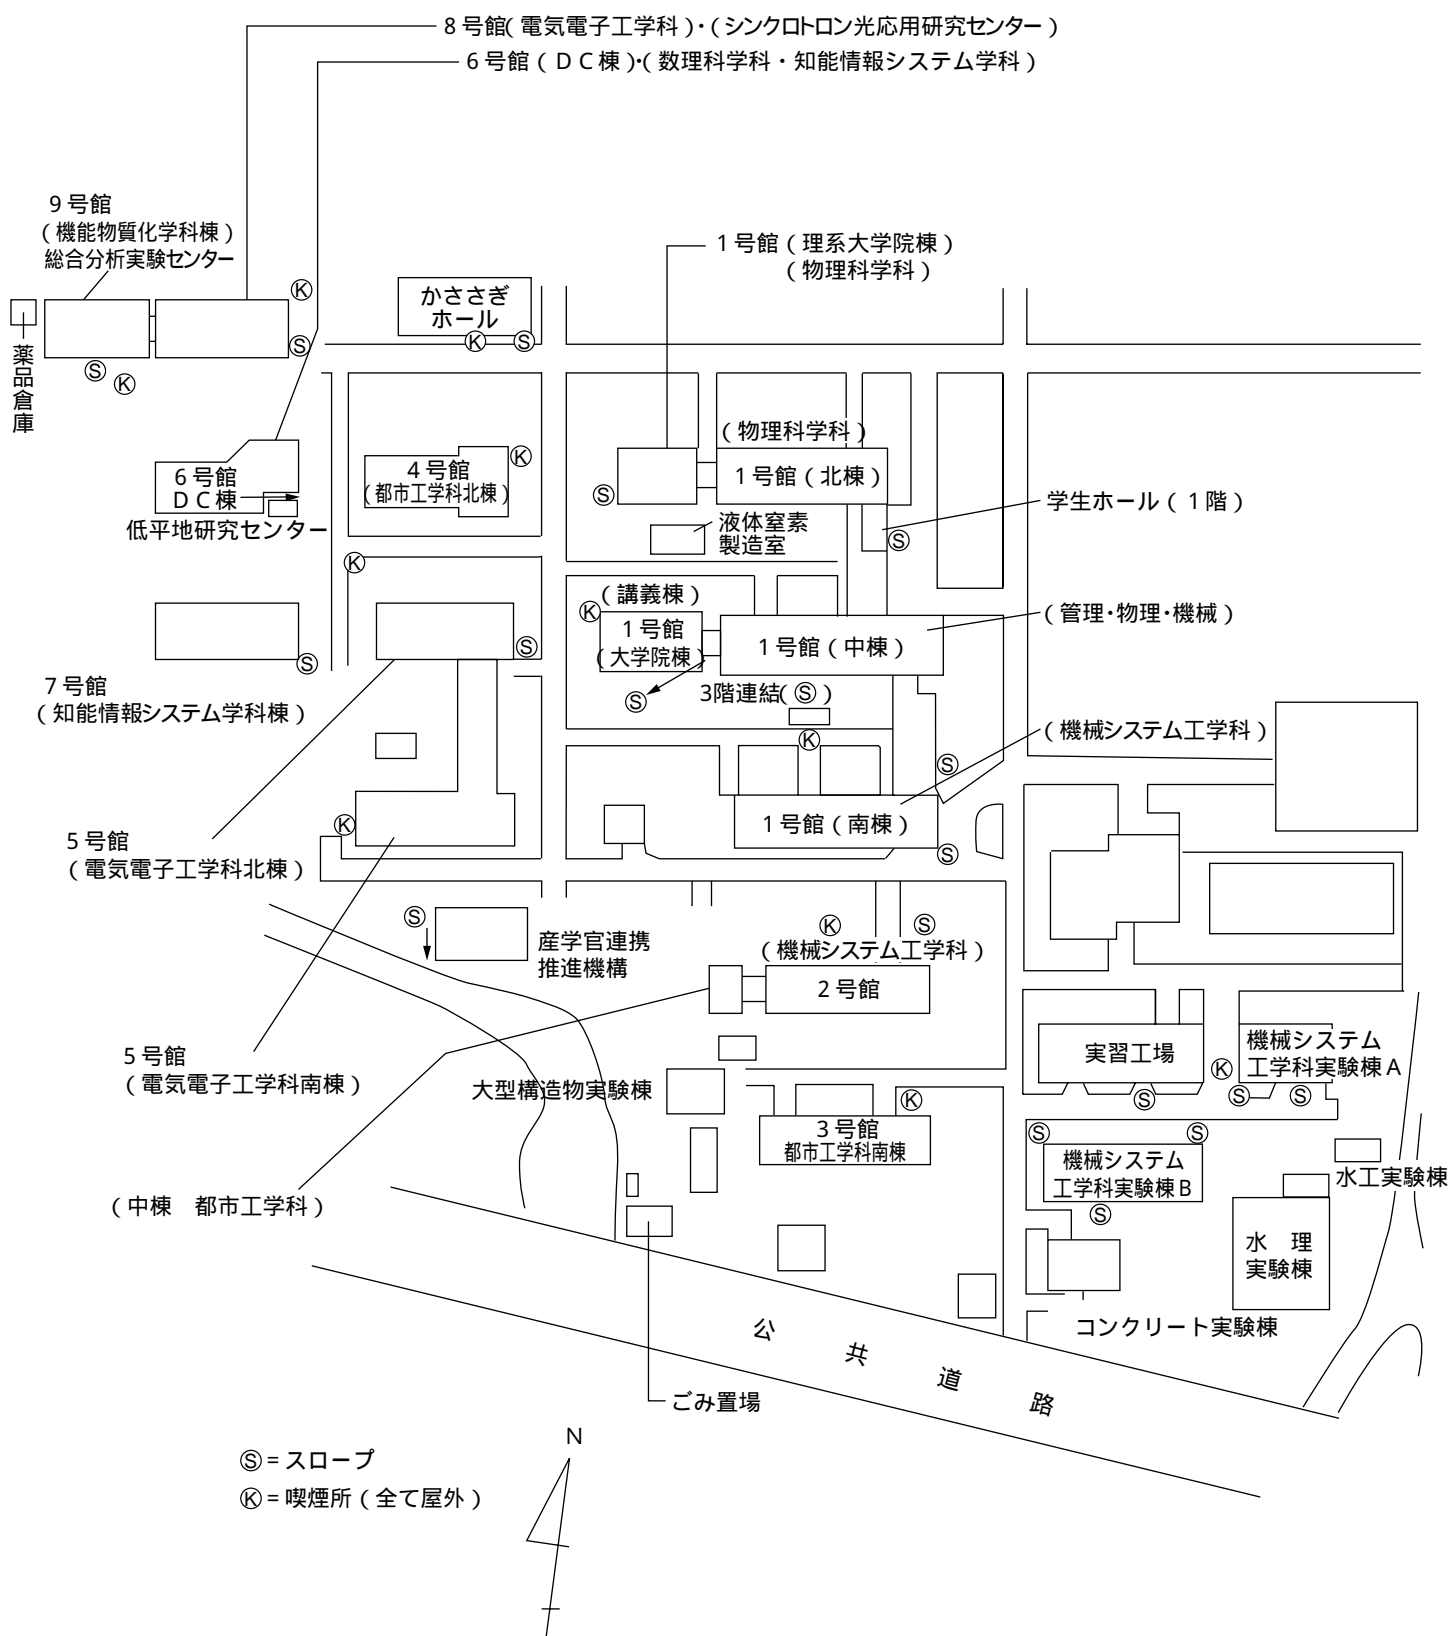 8号館(電気電子工学科)・(シンクロトロン光応用研究センター)
6号館(DC棟)・(数理科学科・知能情報システム学科)
9号館
(機能物質化学科棟)
総合分析実験センター
1号館(理系大学院棟)
(物理科学科)
Ⓚ
かささぎ
ホール
Ⓚ Ⓢ
Ⓢ
薬品倉庫
Ⓢ Ⓚ
(物理科学科)
6号館
DC棟
低平地研究センター
4号館
(都市工学科北棟)
Ⓚ
1号館(北棟)
Ⓢ
学生ホール(1階)
液体窒素
製造室
Ⓢ
Ⓚ
(講義棟)
Ⓚ
1号館
(大学院棟)
1号館(中棟)
(管理・物理・機械)
Ⓢ
Ⓢ
7号館
(知能情報システム学科棟)
Ⓢ
3階連結(Ⓢ)
Ⓚ
(機械システム工学科)
Ⓢ
5号館
(電気電子工学科北棟)
Ⓚ
1号館(南棟)
Ⓢ
Ⓢ
産学官連携
推進機構
Ⓚ Ⓢ
(機械システム工学科)
2号館
5号館
(電気電子工学科南棟)
大型構造物実験棟
実習工場
機械システム
工学科実験棟A
Ⓚ
Ⓢ Ⓢ Ⓢ
Ⓚ
3号館
都市工学科南棟
Ⓢ Ⓢ
機械システム
工学科実験棟B
Ⓢ
水工実験棟
(中棟 都市工学科)
水 理
実験棟
コンクリート実験棟
公共道路
ごみ置場
N
Ⓢ=スロープ
Ⓚ=喫煙所(全て屋外)